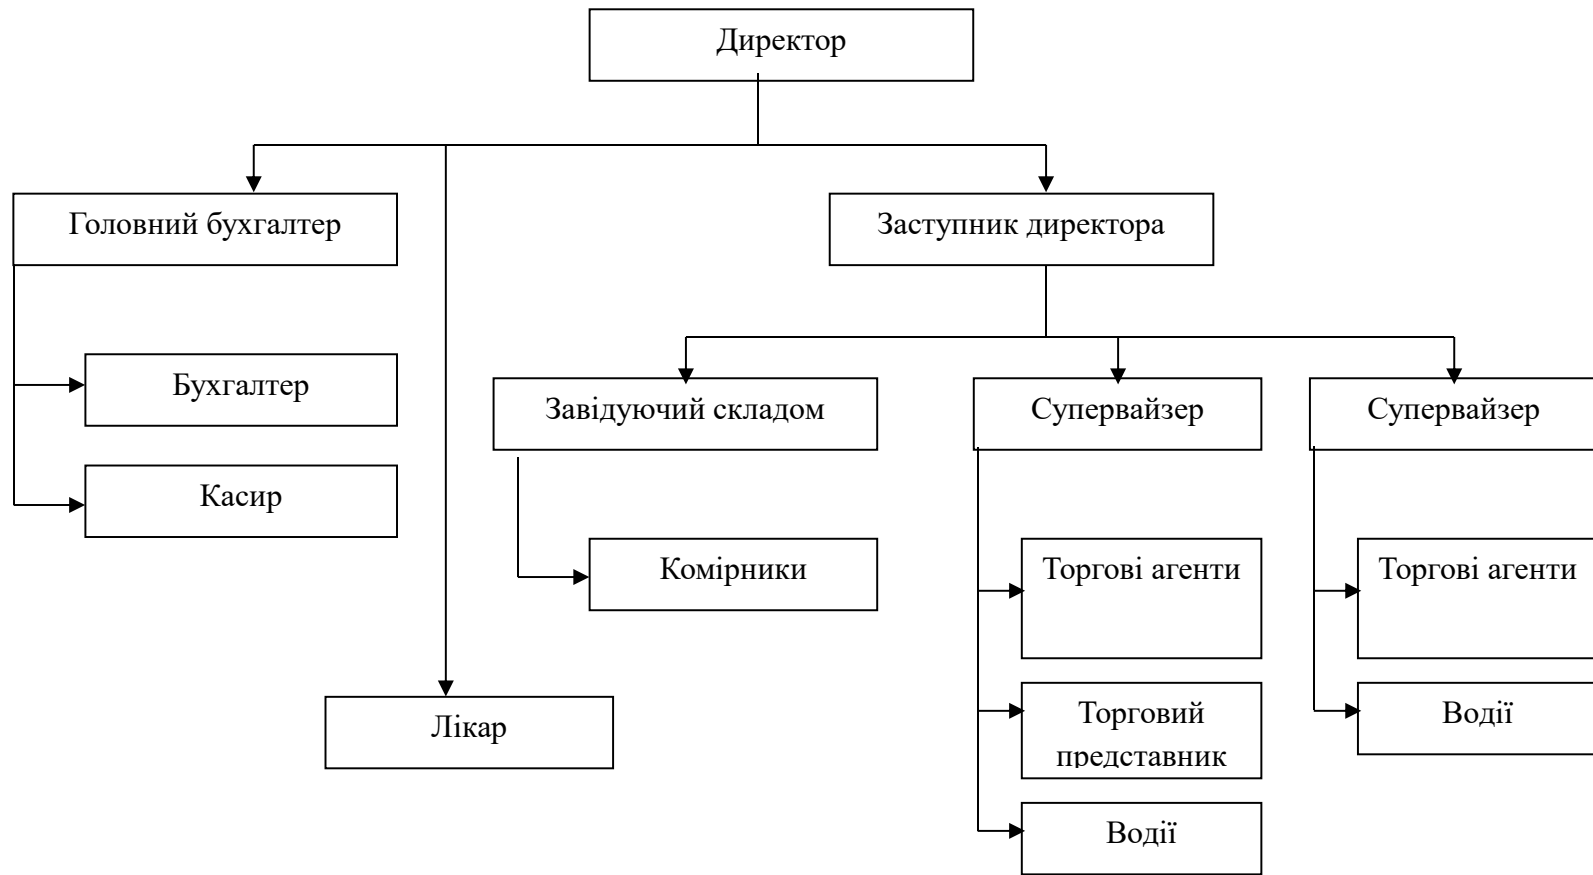 Директор
Головний бухгалтер
Заступник директора
Бухгалтер
Завідуючий складом
Супервайзер
Супервайзер
Касир
Комірники
Торгові агенти
Торгові агенти
Лікар
Торговий
представник
Водії
Водії